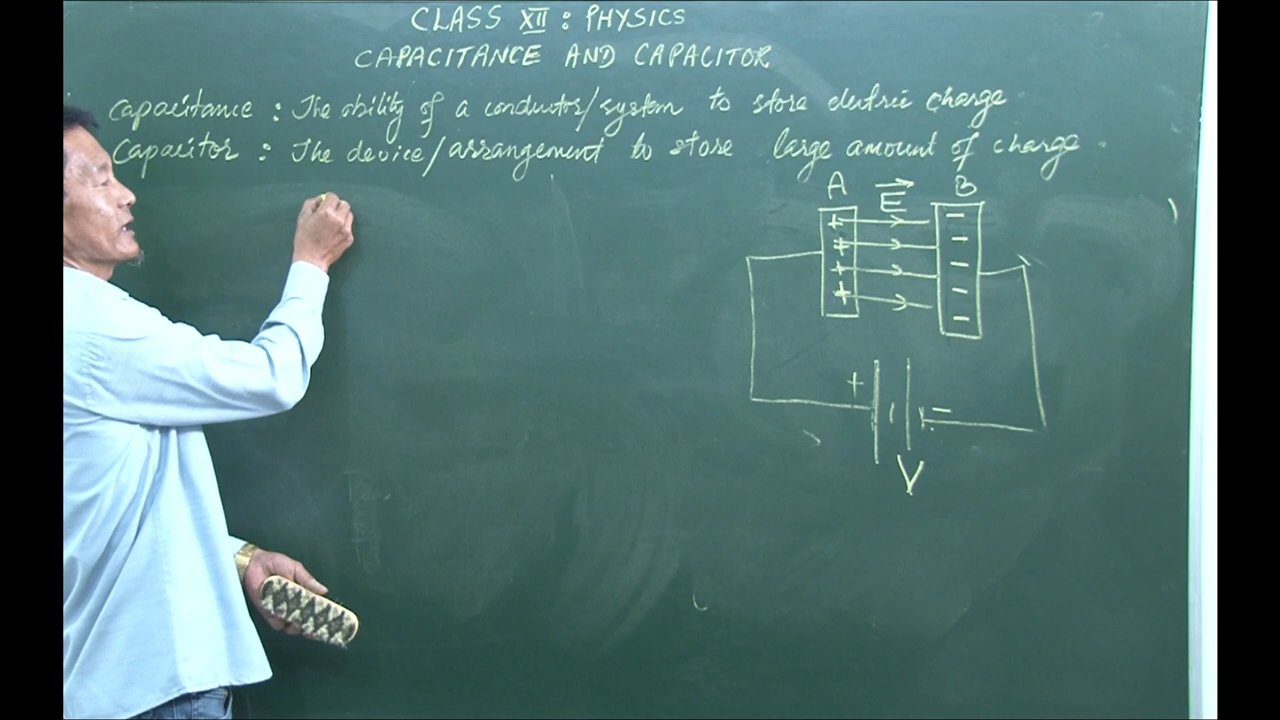 CLASS XII : PHYSICS
CAPACITANCE AND CAPACITOR
Capacitance : The ability of a conductor/system to store electric charge
Capacitor : The device/arrangement to store large amount of charge.
A E B
+ −
+ −
+ −
+ −
−
+ −
V